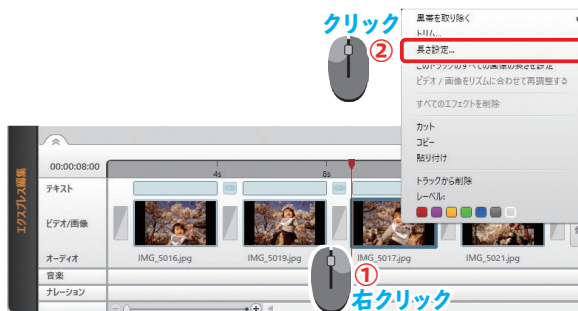 クリック
②
黒帯を取り除く
トリム...
長さ設定...
このトラックのすべての画像の長さを設定
ビデオ / 画像をリズムに合わせて再調整する
すべてのエフェクトを削除
カット
コピー
貼り付け
トラックから削除
レーベル:
エクスプレス編集
00:00:08:00
4s
8s
テキスト
ビデオ/画像
オーディオ
IMG_5016.jpg
IMG_5019.jpg
IMG_5017.jpg
IMG_5021.jpg
音楽
ナレーション
①
右クリック